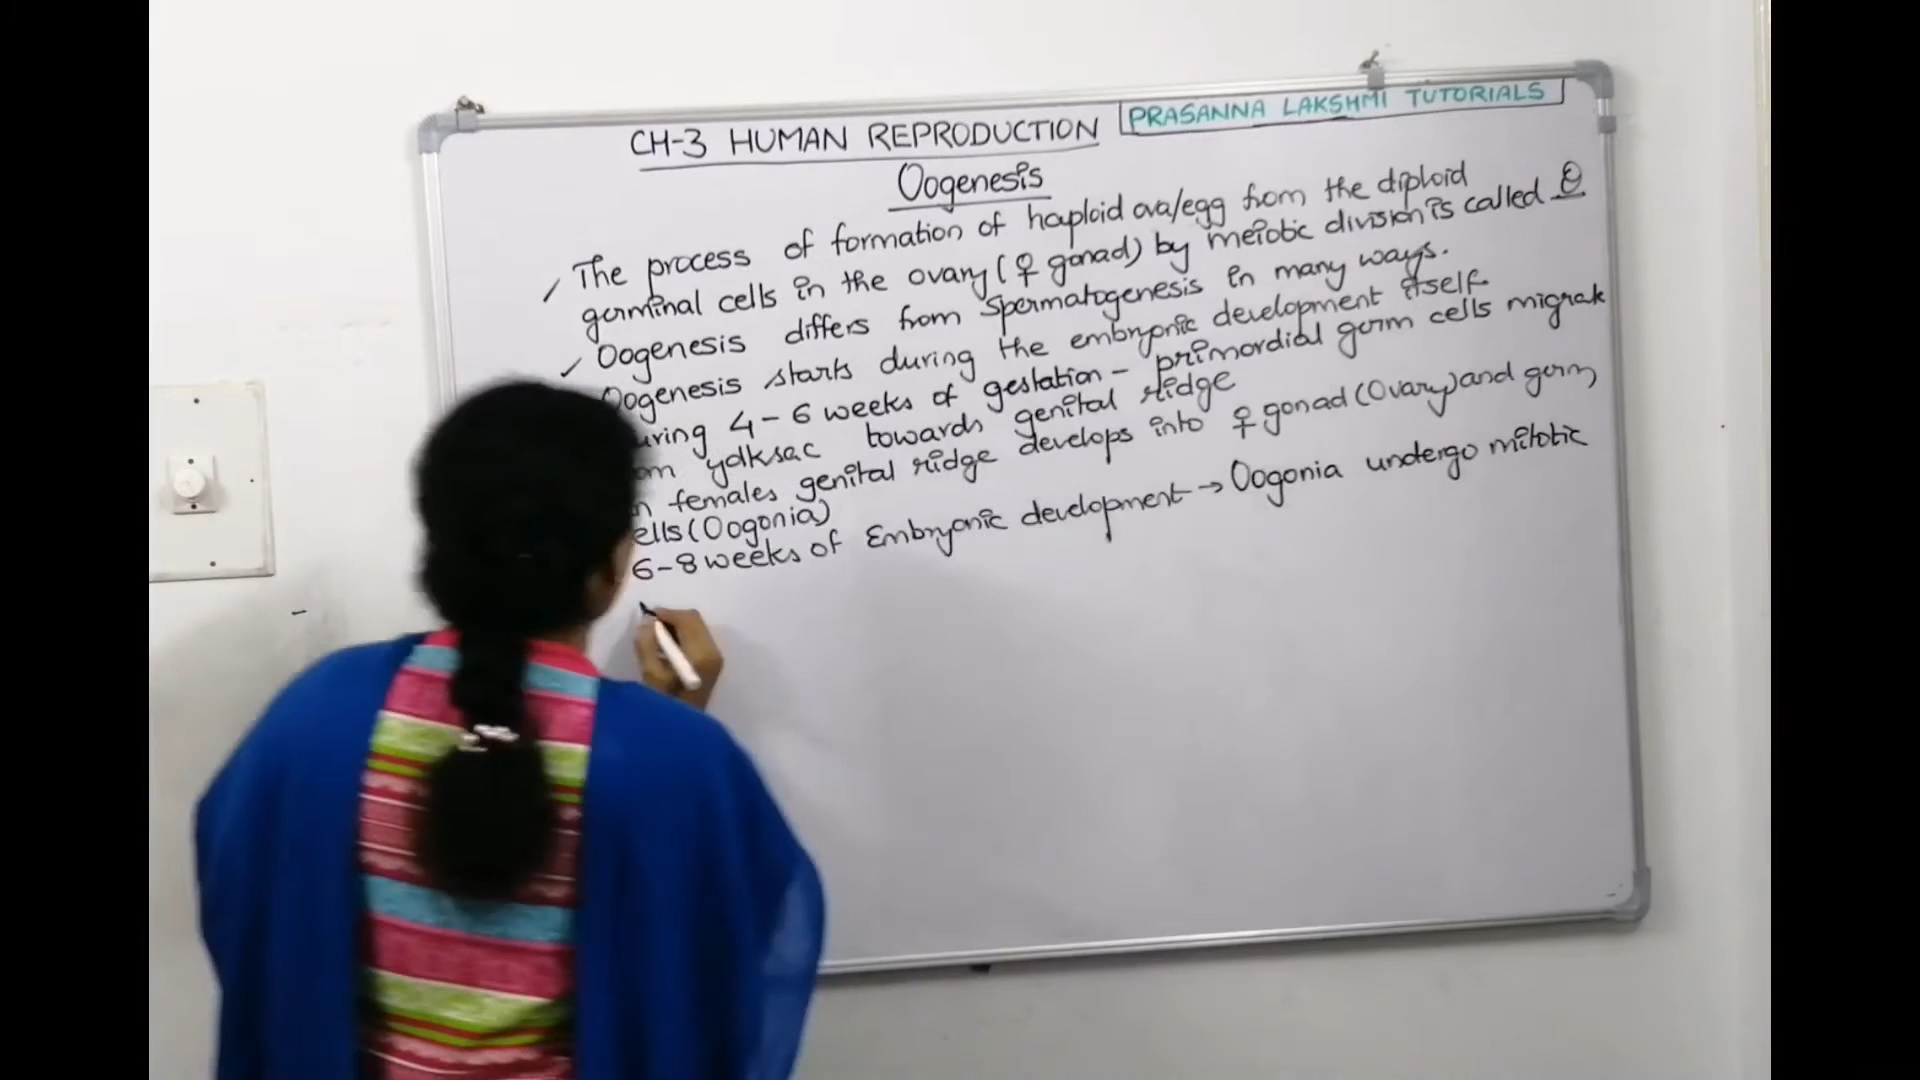 CH-3 HUMAN REPRODUCTION
PRASANNA LAKSHMI TUTORIALS
Oogenesis
The process of formation of haploid ova/egg from the diploid
germinal cells in the ovary (♀ gonad) by meiotic division is called O
Oogenesis differs from Spermatogenesis in many ways.
Oogenesis starts during the embryonic development itself.
uring 4-6 weeks of gestation - primordial germ cells migrate
om yolksac towards genital ridge
n females genital ridge develops into ♀ gonad (Ovary) and germ
ells (Oogonia)
6-8 weeks of Embryonic development → Oogonia undergo mitotic